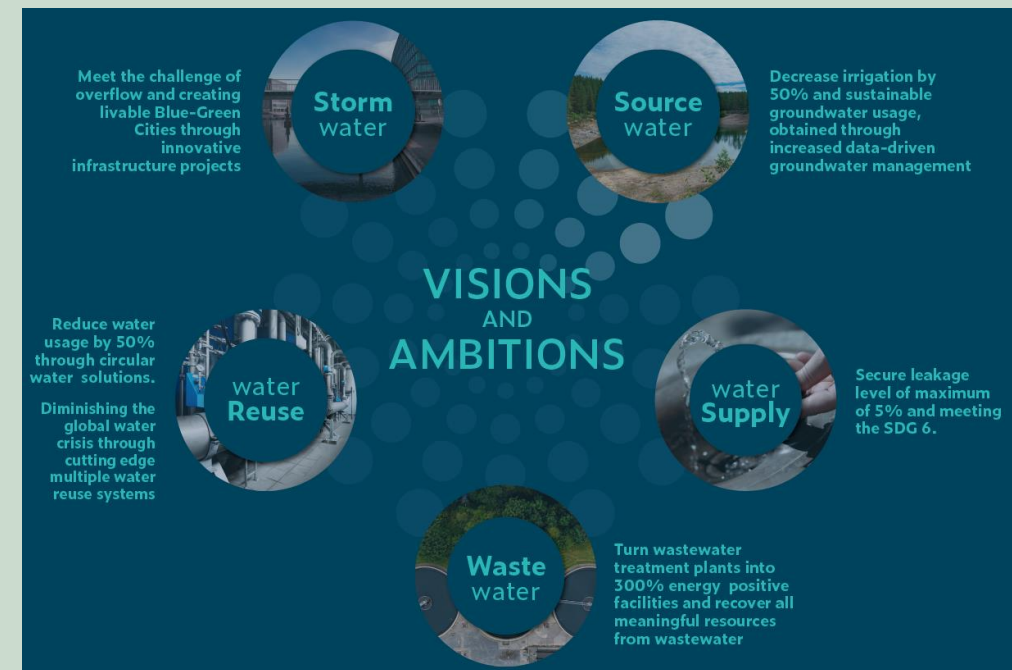 Meet the challenge of
overflow and creating
livable Blue-Green
Cities through
innovative
infrastructure projects
Storm
water
Source
water
Decrease irrigation by
50% and sustainable
groundwater usage,
obtained through
increased data-driven
groundwater management
VISIONS
AND
AMBITIONS
Reduce water
usage by 50%
through circular
water solutions.
Diminishing the
global water
crisis through
cutting edge
multiple water
reuse systems
water
Reuse
water
Supply
Secure leakage
level of maximum
of 5% and meeting
the SDG 6.
Waste
water
Turn wastewater
treatment plants into
300% energy positive
facilities and recover all
meaningful resources
from wastewater